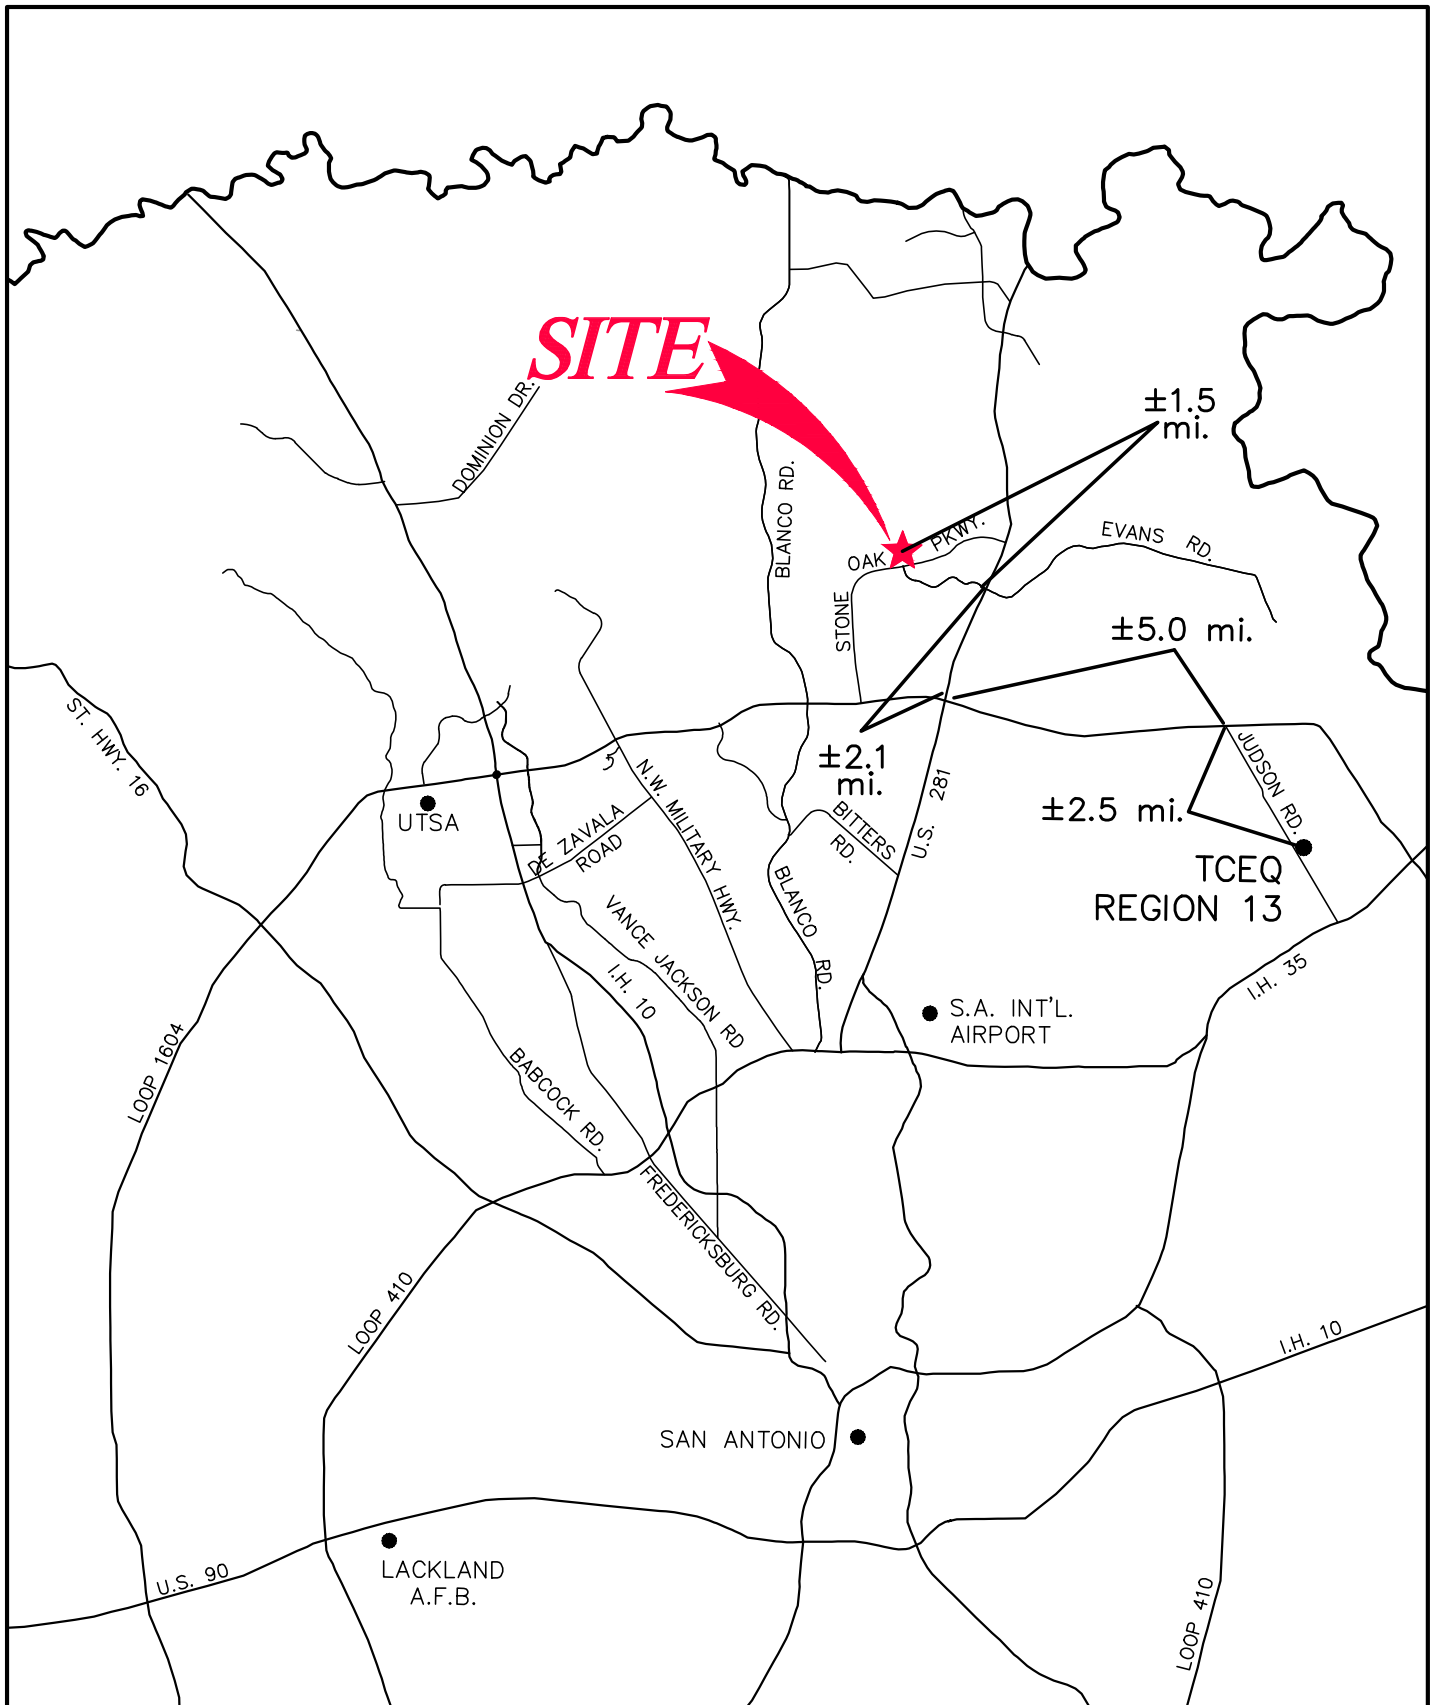 SITE
±1.5
mi.
DOMINION DR.
BLANCO RD.
STONE
OAK
PKWY.
EVANS RD.
±5.0 mi.
ST. HWY. 16
±2.1
mi.
JUDSON RD.
N.W. MILITARY HWY.
U.S. 281
±2.5 mi.
UTSA
BITTERS
RD.
DE ZAVALA
ROAD
TCEQ
REGION 13
BLANCO RD.
VANCE JACKSON RD
I.H. 10
I.H. 35
S.A. INT'L.
AIRPORT
LOOP 1604
BABCOCK RD.
FREDERICKSBURG RD.
LOOP 410
I.H. 10
SAN ANTONIO
LACKLAND
A.F.B.
U.S. 90
LOOP 410